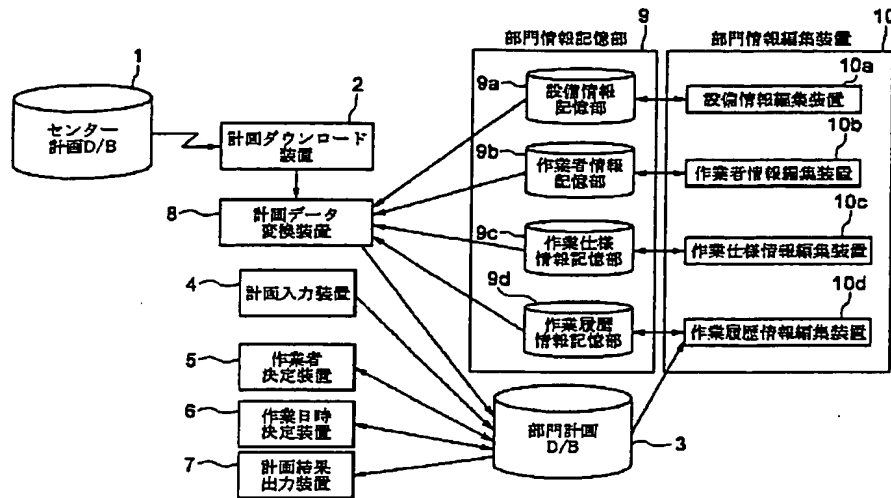 1
センター
計画D/B
2
計画ダウンロード
装置
8
計画データ
変換装置
4
計画入力装置
5
作業者
決定装置
6
作業日時
決定装置
7
計画結果
出力装置
9
部門情報記憶部
9a
設備情報
記憶部
9b
作業者情報
記憶部
9c
作業仕様
情報記憶部
9d
作業履歴
情報記憶部
10
部門情報編集装置
10a
設備情報編集装置
10b
作業者情報編集装置
10c
作業仕様情報編集装置
10d
作業履歴情報編集装置
部門計画
D/B
3